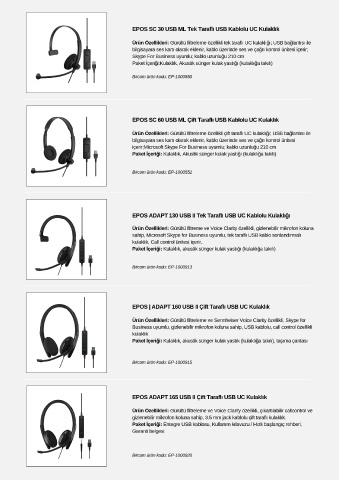 EPOS SC 30 USB ML Tek Taraflı USB Kablolu UC Kulaklık
Ürün Özellikleri: Gürültü filtreleme özellikli tek taraflı UC kulaklığı, USB bağlantısı ile
bilgisayara ses kartı olarak eklenir, kablo üzerinde ses ve çağrı kontrol ünitesi içerir,
Skype For Business uyumlu, kablo uzunluğu 210 cm
Paket İçeriği:Kulaklık, Akustik sünger kulak yastığı (kulaklığa takılı)
Bircom ürün kodu: EP-1000550
EPOS SC 60 USB ML Çift Taraflı USB Kablolu UC Kulaklık
Ürün Özellikleri: Gürültü filtreleme özellikli çift taraflı UC kulaklığı, USB bağlantısı ile
bilgisayara ses kartı olarak eklenir, kablo üzerinde ses ve çağrı kontrol ünitesi
içerir,Microsoft Skype For Business uyumlu, kablo uzunluğu 210 cm
Paket İçeriği: Kulaklık, Akustik sünger kulak yastığı (kulaklığa takılı)
Bircom ürün kodu: EP-1000551
EPOS ADAPT 130 USB II Tek Taraflı USB UC Kablolu Kulaklığı
Ürün Özellikleri: Gürültü filtreleme ve Voice Clarity özellikli, gizlenebilir mikrofon koluna
sahip, Microsoft Skype for Business uyumlu, tek taraflı USB kablo sonlandırmalı
kulaklık. Call control ünitesi içerir.
Paket İçeriği: Kulaklık, akustik sünger kulak yastığı (kulaklığa takılı)
Bircom ürün kodu: EP-1000913
EPOS | ADAPT 160 USB II Çift Taraflı USB UC Kulaklık
Ürün Özellikleri: Gürültü filtreleme ve Sennheiser Voice Clarity özellikli, Skype for
Business uyumlu, gizlenebilir mikrofon koluna sahip, USB kablolu, call control özellikli
kulaklık
Paket İçeriği: Kulaklık, akustik sünger kulak yastık (kulaklığa takılı), taşıma çantası
Bircom ürün kodu: EP-1000915
EPOS ADAPT 165 USB II Çift Taraflı USB UC Kulaklık
Ürün Özellikleri: Gürültü filtreleme ve Voice Clarity özellikli, çıkartılabilir callcontrol ve
gizlenebilir mikrofon koluna sahip, 3.5 mm jack kablolu çift taraflı kulaklık.
Paket İçeriği: Entegre USB kablosu, Kullanım kılavuzu / Hızlı başlangıç rehberi,
Garanti belgesi
Bircom ürün kodu: EP-1000920